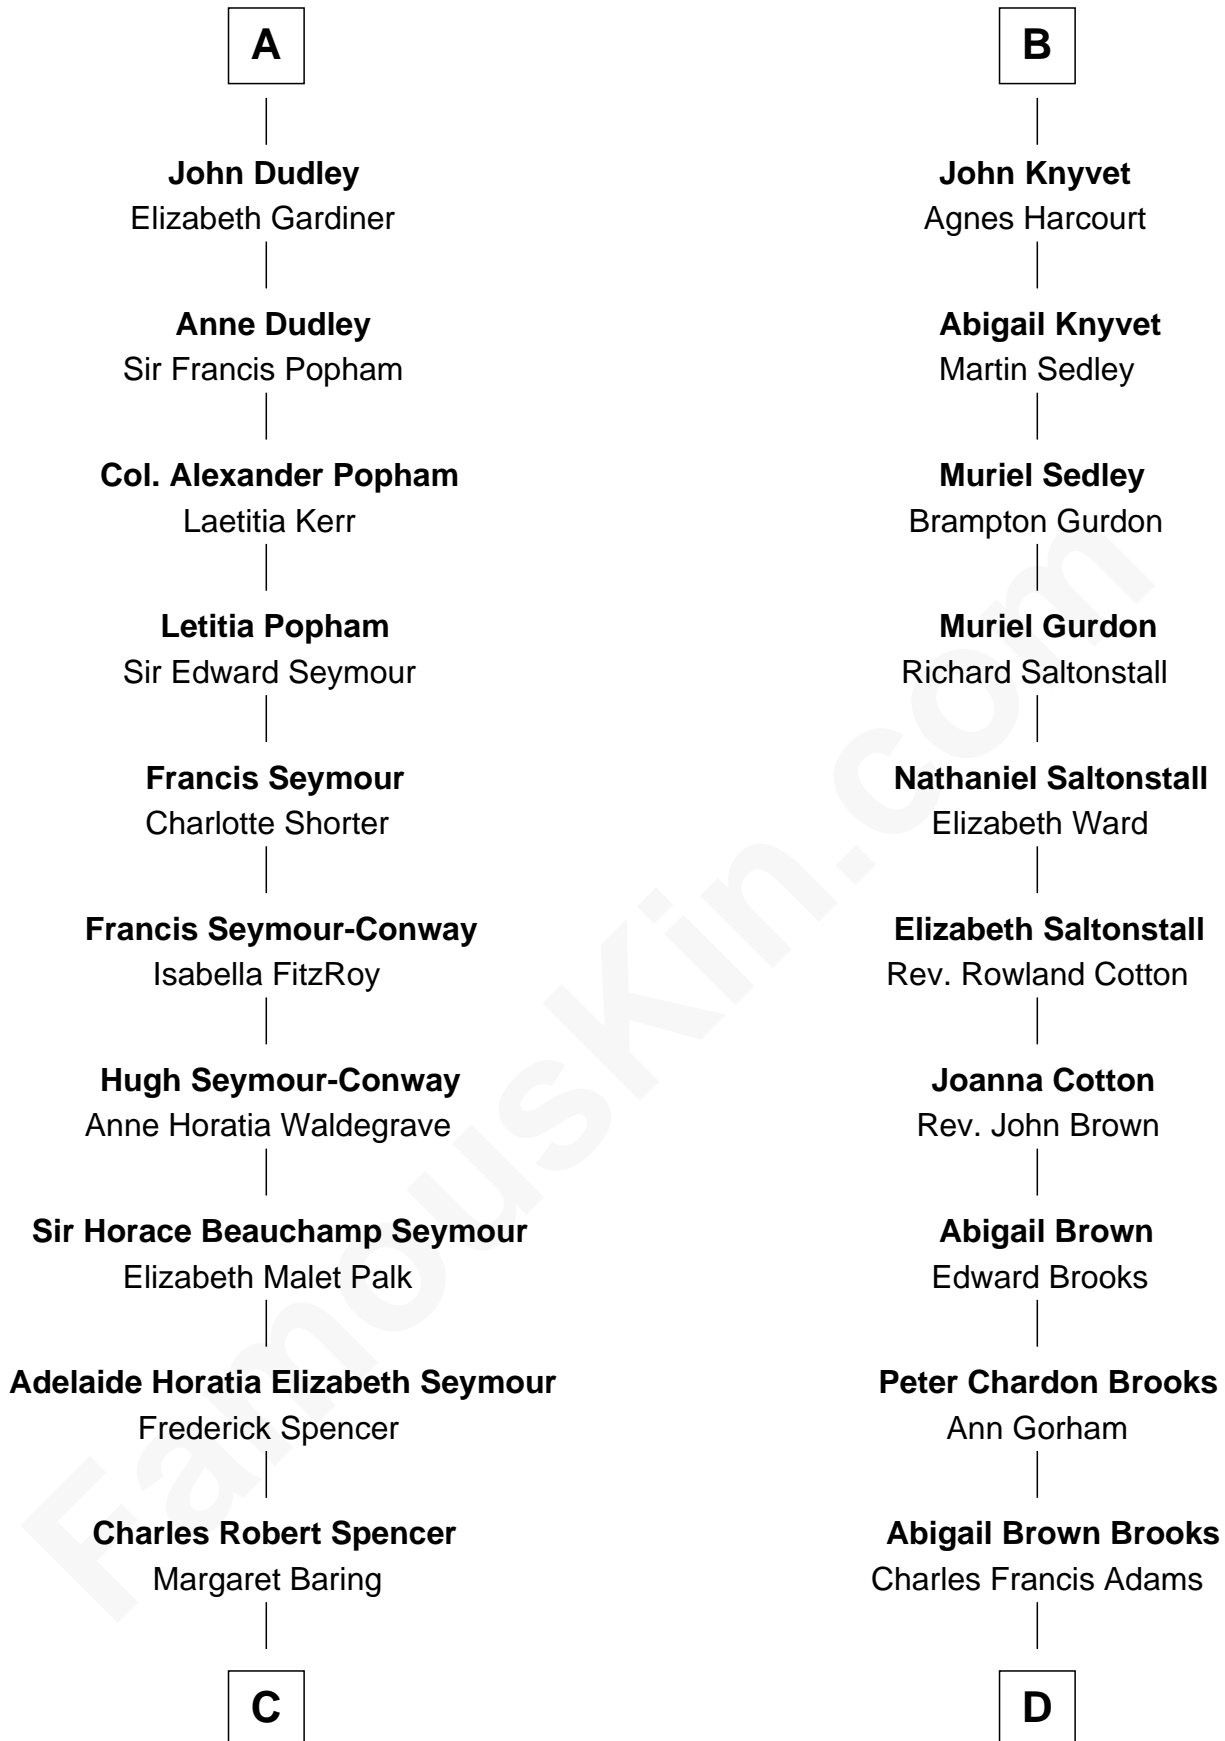 A
John Dudley
Elizabeth Gardiner
Anne Dudley
Sir Francis Popham
Col. Alexander Popham
Laetitia Kerr
Letitia Popham
Sir Edward Seymour
Francis Seymour
Charlotte Shorter
Francis Seymour-Conway
Isabella FitzRoy
Hugh Seymour-Conway
Anne Horatia Waldegrave
Sir Horace Beauchamp Seymour
Elizabeth Malet Palk
Adelaide Horatia Elizabeth Seymour
Frederick Spencer
Charles Robert Spencer
Margaret Baring
C
B
John Knyvet
Agnes Harcourt
Abigail Knyvet
Martin Sedley
Muriel Sedley
Brampton Gurdon
Muriel Gurdon
Richard Saltonstall
Nathaniel Saltonstall
Elizabeth Ward
Elizabeth Saltonstall
Rev. Rowland Cotton
Joanna Cotton
Rev. John Brown
Abigail Brown
Edward Brooks
Peter Chardon Brooks
Ann Gorham
Abigail Brown Brooks
Charles Francis Adams
D
FamousKin.com